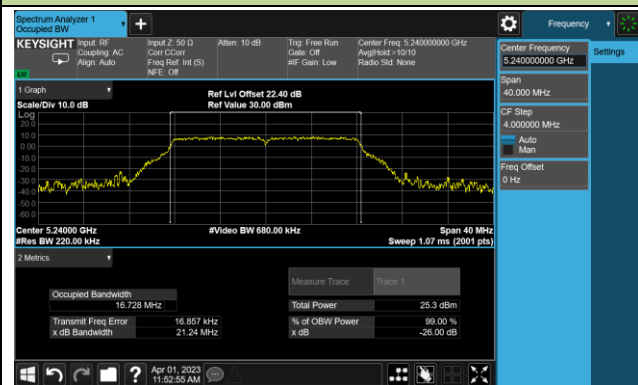 Spectrum Analyzer 1
Occupied BW
Frequency
KEYSIGHT
Input: RF
Coupling: AC
Align: Auto
Input Z: 50 Ω
Corr CCorr
Freq Ref: Int (S)
NFE: Off
Atten: 10 dB
Trig: Free Run
Gate: Off
#IF Gain: Low
Center Freq: 5.240000000 GHz
Avg|Hold:>10/10
Radio Std: None
Center Frequency
5.240000000 GHz
Settings
Span
40.000 MHz
CF Step
4.000000 MHz
Auto
Man
Freq Offset
0 Hz
1 Graph
Scale/Div 10.0 dB
Ref Lvl Offset 22.40 dB
Ref Value 30.00 dBm
Log
20.0
10.0
0.00
-10.0
-20.0
-30.0
-40.0
-50.0
-60.0
Center 5.24000 GHz
#Res BW 220.00 kHz
#Video BW 680.00 kHz
Span 40 MHz
Sweep 1.07 ms (2001 pts)
2 Metrics
Measure Trace
Trace 1
Occupied Bandwidth
16.728 MHz
Total Power
25.3 dBm
Transmit Freq Error
16.857 kHz
% of OBW Power
99.00 %
x dB Bandwidth
21.24 MHz
x dB
-26.00 dB
?
Apr 01, 2023
11:52:55 AM